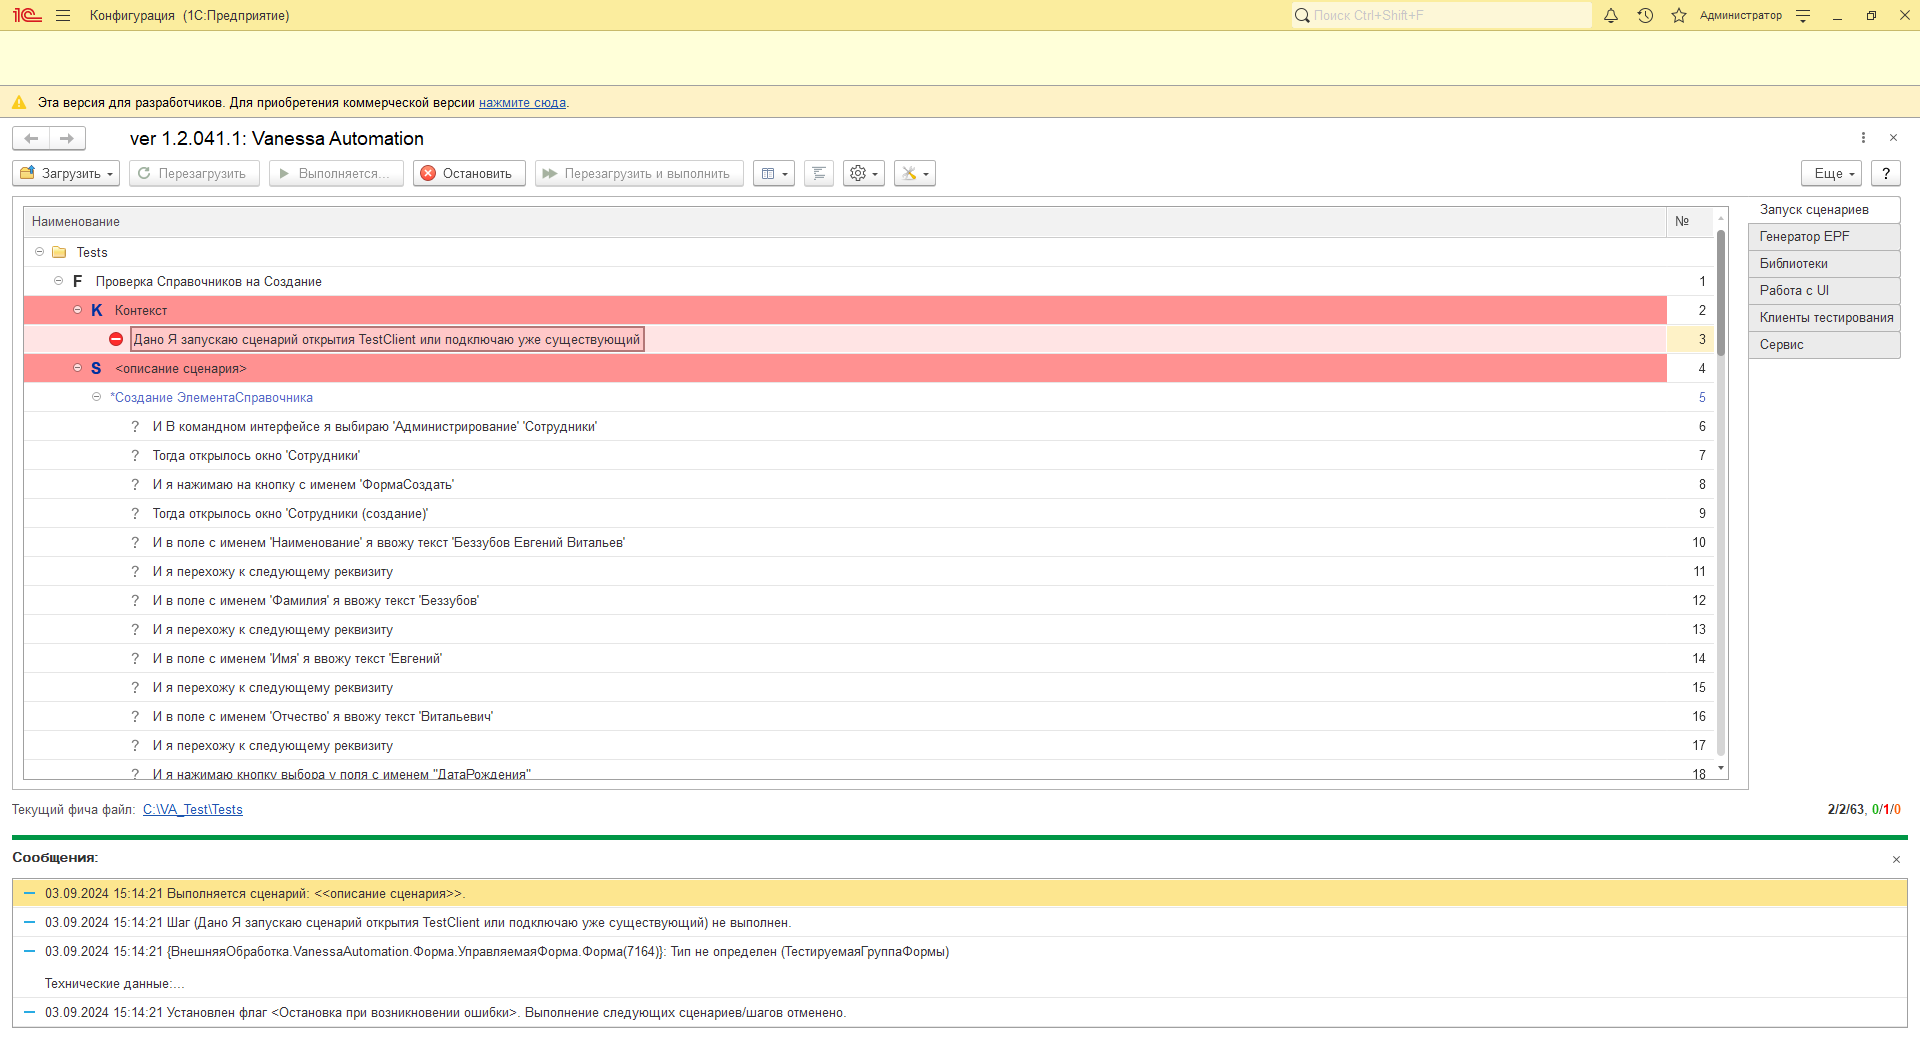 1С Конфигурация (1С:Предприятие) Поиск Ctrl+Shift+F Администратор
Эта версия для разработчиков. Для приобретения коммерческой версии нажмите сюда.
ver 1.2.041.1: Vanessa Automation
Загрузить Перезагрузить Выполняется... Остановить Перезагрузить и выполнить Еще ?
Наименование №
Tests
F Проверка Справочников на Создание 1
K Контекст 2
Дано Я запускаю сценарий открытия TestClient или подключаю уже существующий 3
S <описание сценария> 4
*Создание ЭлементаСправочника 5
? И В командном интерфейсе я выбираю 'Администрирование' 'Сотрудники' 6
? Тогда открылось окно 'Сотрудники' 7
? И я нажимаю на кнопку с именем 'ФормаСоздать' 8
? Тогда открылось окно 'Сотрудники (создание)' 9
? И в поле с именем 'Наименование' я ввожу текст 'Беззубов Евгений Витальев' 10
? И я перехожу к следующему реквизиту 11
? И в поле с именем 'Фамилия' я ввожу текст 'Беззубов' 12
? И я перехожу к следующему реквизиту 13
? И в поле с именем 'Имя' я ввожу текст 'Евгений' 14
? И я перехожу к следующему реквизиту 15
? И в поле с именем 'Отчество' я ввожу текст 'Витальевич' 16
? И я перехожу к следующему реквизиту 17
? И я нажимаю кнопку выбора у поля с именем "ДатаРождения" 18
Запуск сценариев
Генератор EPF
Библиотеки
Работа с UI
Клиенты тестирования
Сервис
Текущий фича файл: C:\VA_Test\Tests 2/2/63, 0/1/0
Сообщения:
03.09.2024 15:14:21 Выполняется сценарий: <<описание сценария>>.
03.09.2024 15:14:21 Шаг (Дано Я запускаю сценарий открытия TestClient или подключаю уже существующий) не выполнен.
03.09.2024 15:14:21 {ВнешняяОбработка.VanessaAutomation.Форма.УправляемаяФорма.Форма(7164)}: Тип не определен (ТестируемаяГруппаФормы)
Технические данные:...
03.09.2024 15:14:21 Установлен флаг <Остановка при возникновении ошибки>. Выполнение следующих сценариев/шагов отменено.